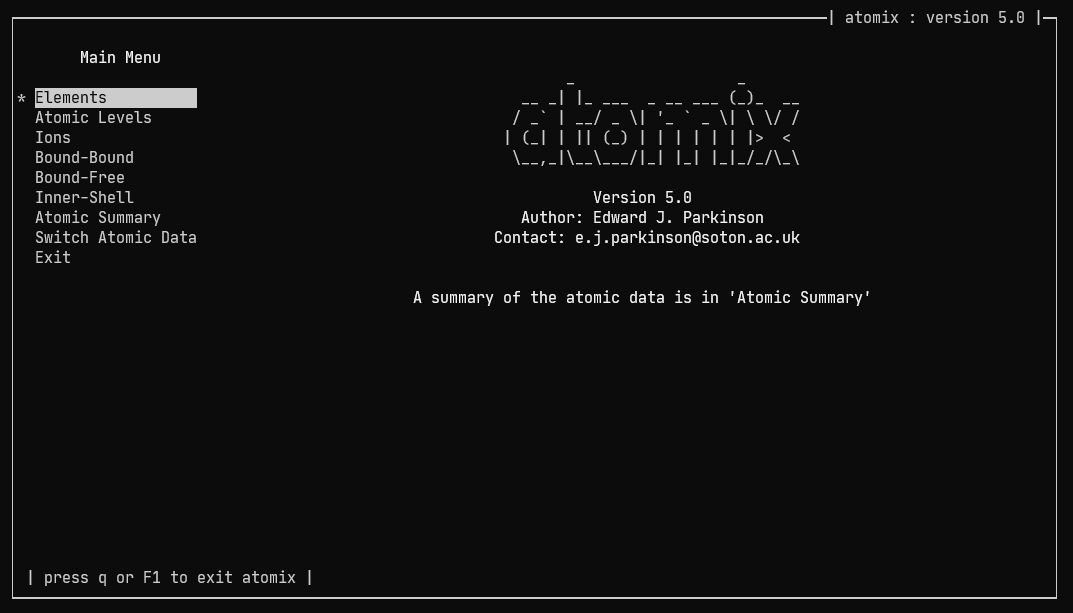 | atomix : version 5.0 |
Main Menu
* Elements
Atomic Levels
Ions
Bound-Bound
Bound-Free
Inner-Shell
Atomic Summary
Switch Atomic Data
Exit
atomix
Version 5.0
Author: Edward J. Parkinson
Contact: e.j.parkinson@soton.ac.uk
A summary of the atomic data is in 'Atomic Summary'
| press q or F1 to exit atomix |